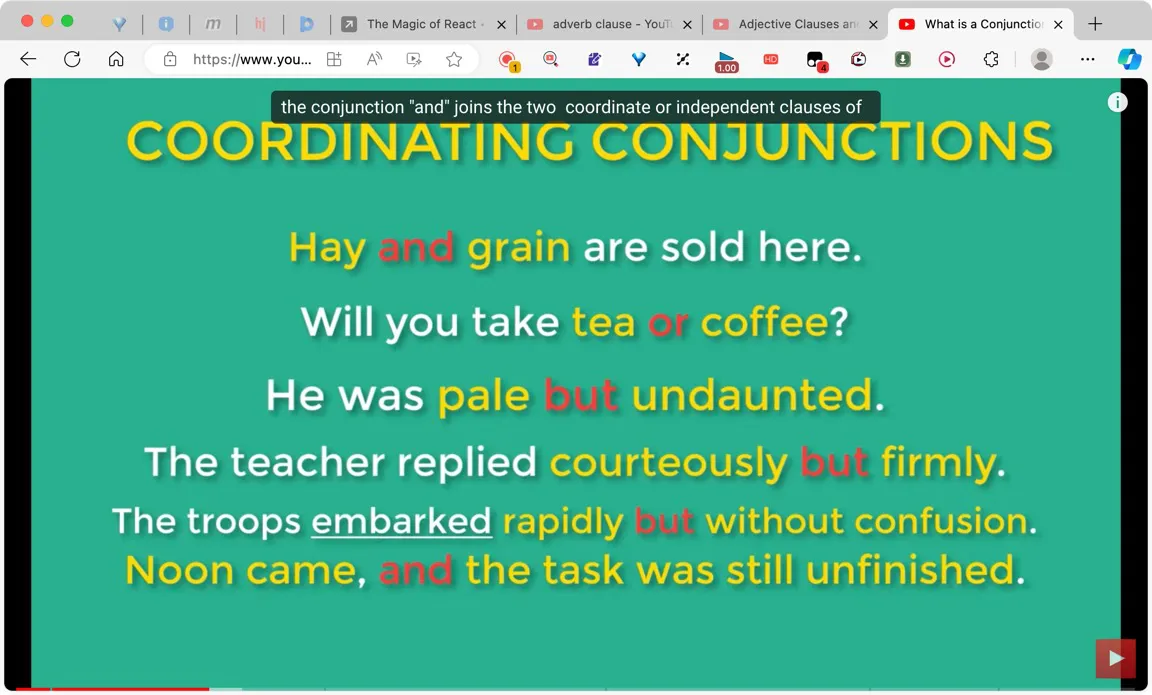 m
hj
The Magic of React
adverb clause - YouT
Adjective Clauses an
What is a Conjunctio
https://www.you...
1
1.00
HD
4
the conjunction "and" joins the two coordinate or independent clauses of
COORDINATING CONJUNCTIONS
Hay and grain are sold here.
Will you take tea or coffee?
He was pale but undaunted.
The teacher replied courteously but firmly.
The troops embarked rapidly but without confusion.
Noon came, and the task was still unfinished.